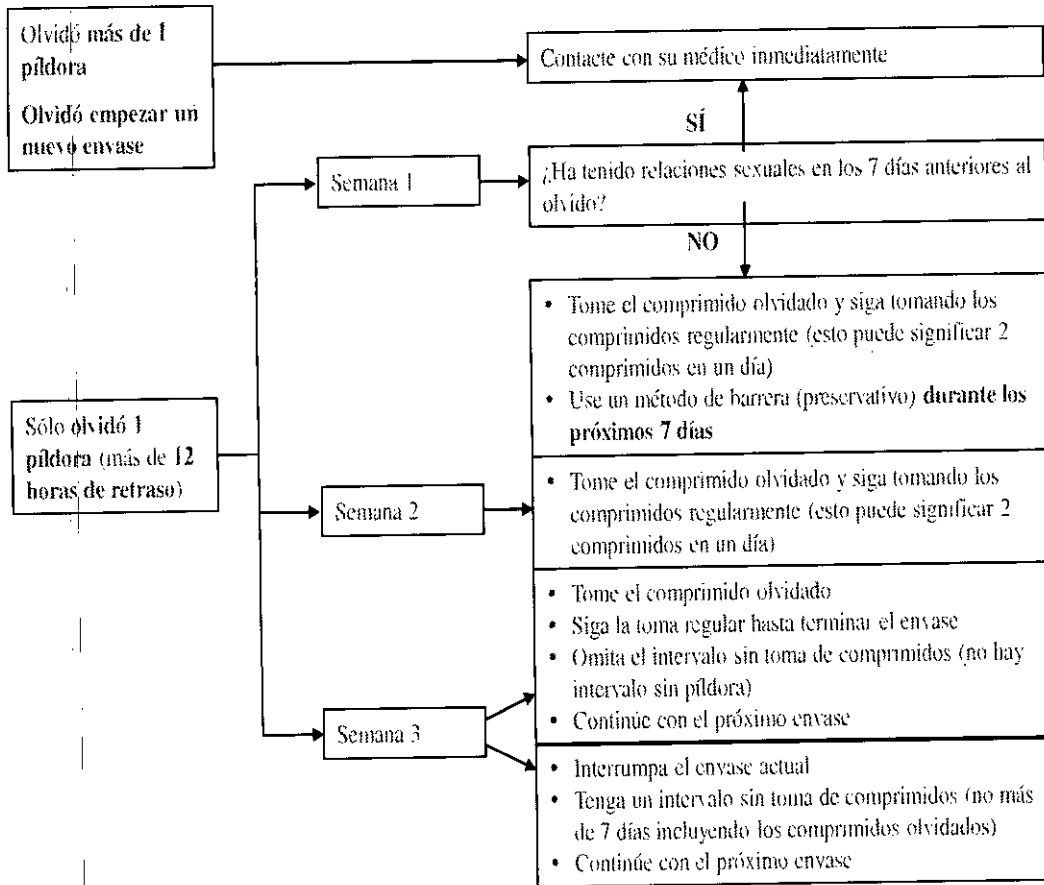 Olvidó más de 1
píldora
Olvidó empezar un
nuevo envase
Contacte con su médico inmediatamente
SÍ
Semana 1
¿Ha tenido relaciones sexuales en los 7 días anteriores al
olvido?
NO
• Tome el comprimido olvidado y siga tomando los
comprimidos regularmente (esto puede significar 2
comprimidos en un día)
• Use un método de barrera (preservativo) durante los
próximos 7 días
Sólo olvidó 1
píldora (más de 12
horas de retraso)
Semana 2
• Tome el comprimido olvidado y siga tomando los
comprimidos regularmente (esto puede significar 2
comprimidos en un día)
• Tome el comprimido olvidado
• Siga la toma regular hasta terminar el envase
• Omita el intervalo sin toma de comprimidos (no hay
intervalo sin píldora)
• Continúe con el próximo envase
Semana 3
• Interrumpa el envase actual
• Tenga un intervalo sin toma de comprimidos (no más
de 7 días incluyendo los comprimidos olvidados)
• Continúe con el próximo envase